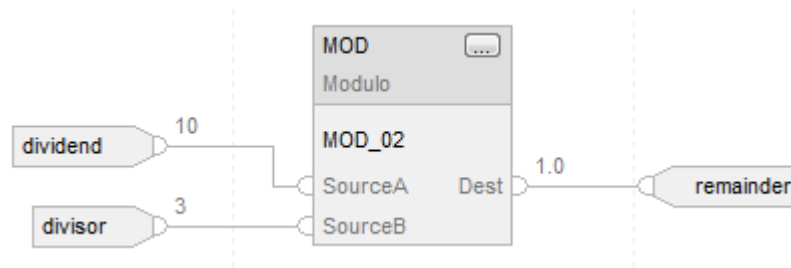 MOD ...
Modulo
MOD_02
dividend 10
SourceA Dest 1.0 remainder
divisor 3
SourceB